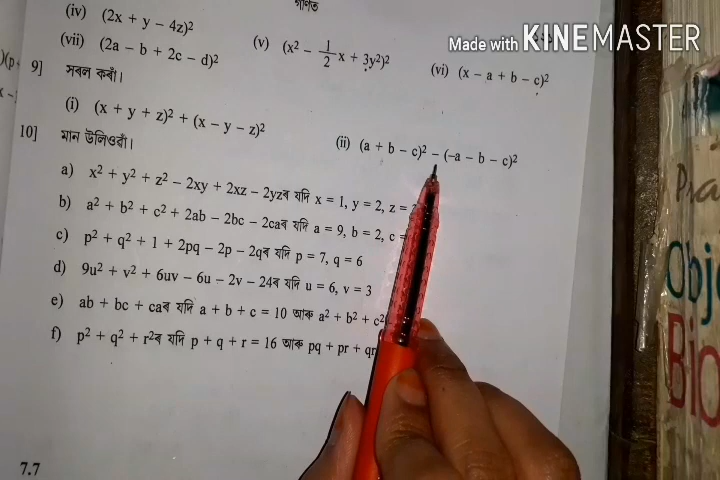 গণিত
Made with KINEMASTER
(iv) (2x + y – 4z)²
(v) (x² – 1/2 x + 3y²)²
(vi) (x – a + b – c)²
(vii) (2a – b + 2c – d)²
9] সৰল কৰাঁ।
(i) (x + y + z)² + (x – y – z)²
(ii) (a + b – c)² – (–a – b – c)²
10] মান উলিওৱাঁ।
a) x² + y² + z² – 2xy + 2xz – 2yzৰ যদি x = 1, y = 2, z =
b) a² + b² + c² + 2ab – 2bc – 2caৰ যদি a = 9, b = 2, c =
c) p² + q² + 1 + 2pq – 2p – 2qৰ যদি p = 7, q = 6
d) 9u² + v² + 6uv – 6u – 2v – 24ৰ যদি u = 6, v = 3
e) ab + bc + caৰ যদি a + b + c = 10 আৰু a² + b² + c²
f) p² + q² + r²ৰ যদি p + q + r = 16 আৰু pq + pr + qr
7.7
Obje
Bio